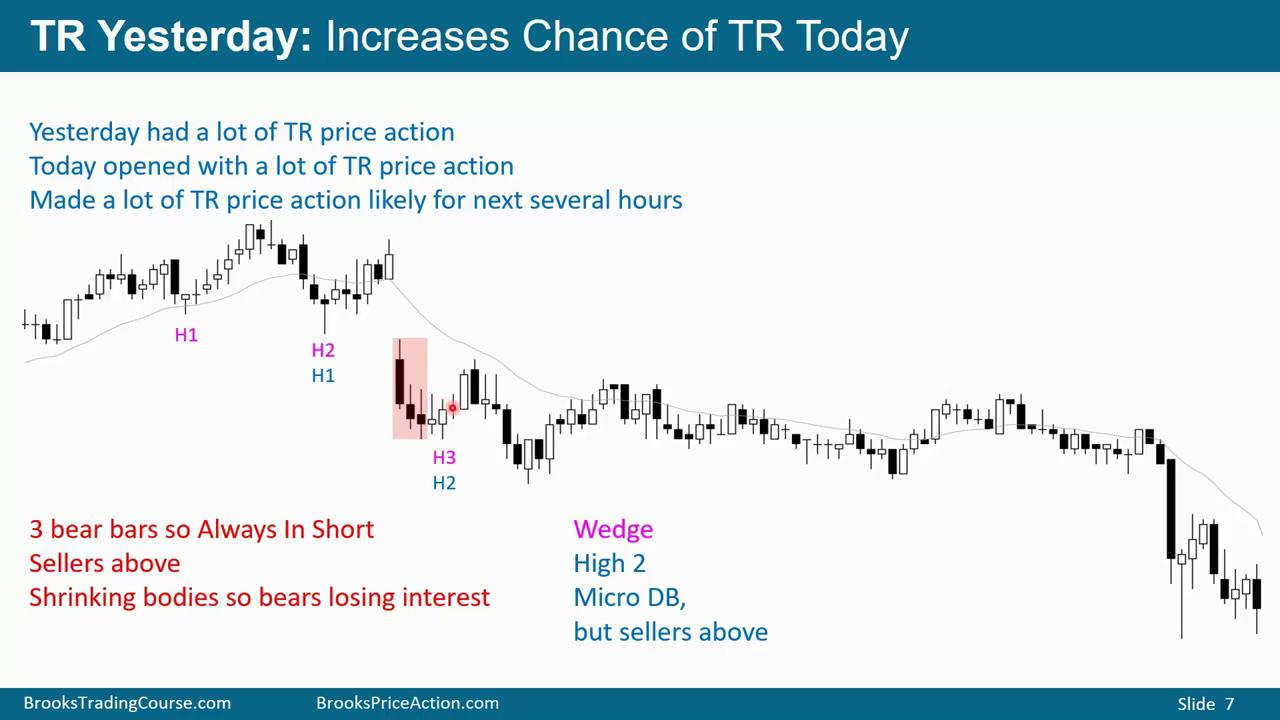 TR Yesterday: Increases Chance of TR Today
Yesterday had a lot of TR price action
Today opened with a lot of TR price action
Made a lot of TR price action likely for next several hours
H1
H2
H1
H3
H2
3 bear bars so Always In Short
Sellers above
Shrinking bodies so bears losing interest
Wedge
High 2
Micro DB,
but sellers above
BrooksTradingCourse.com
BrooksPriceAction.com
Slide 7